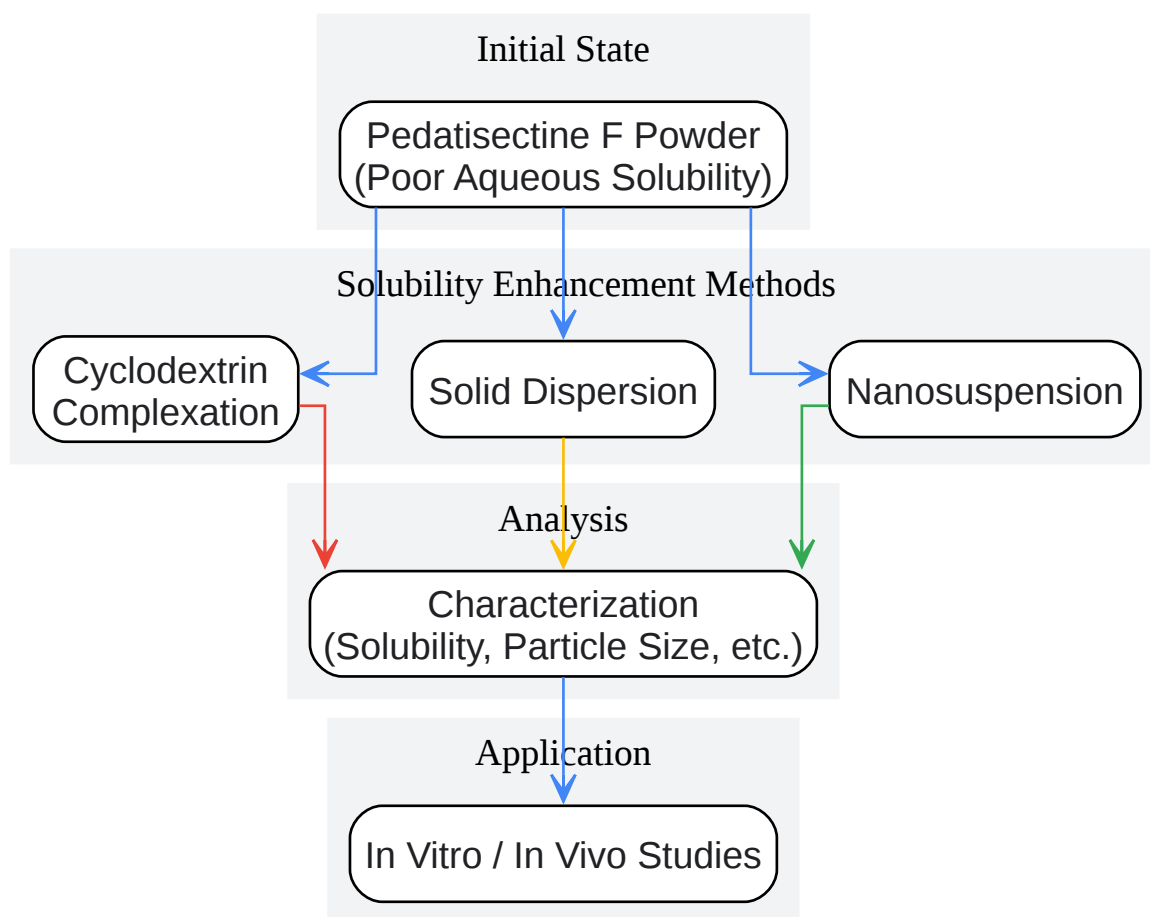 Initial State
Pedatisectine F Powder
(Poor Aqueous Solubility)
Solubility Enhancement Methods
Cyclodextrin
Complexation
Solid Dispersion
Nanosuspension
Analysis
Characterization
(Solubility, Particle Size, etc.)
Application
In Vitro / In Vivo Studies